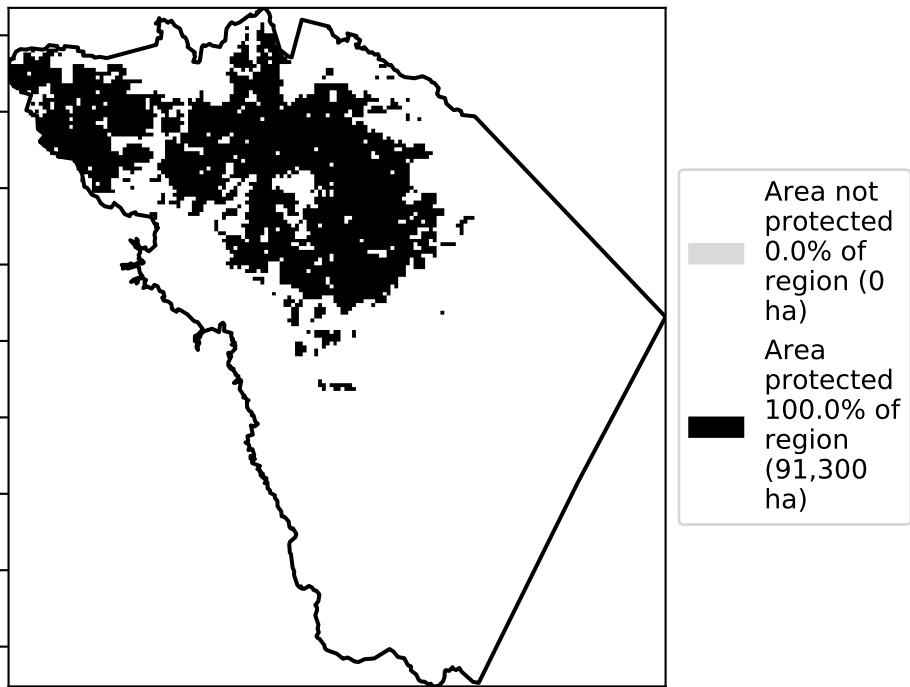 Area not
protected
0.0% of
region (0
ha)
Area
protected
100.0% of
region
(91,300
ha)